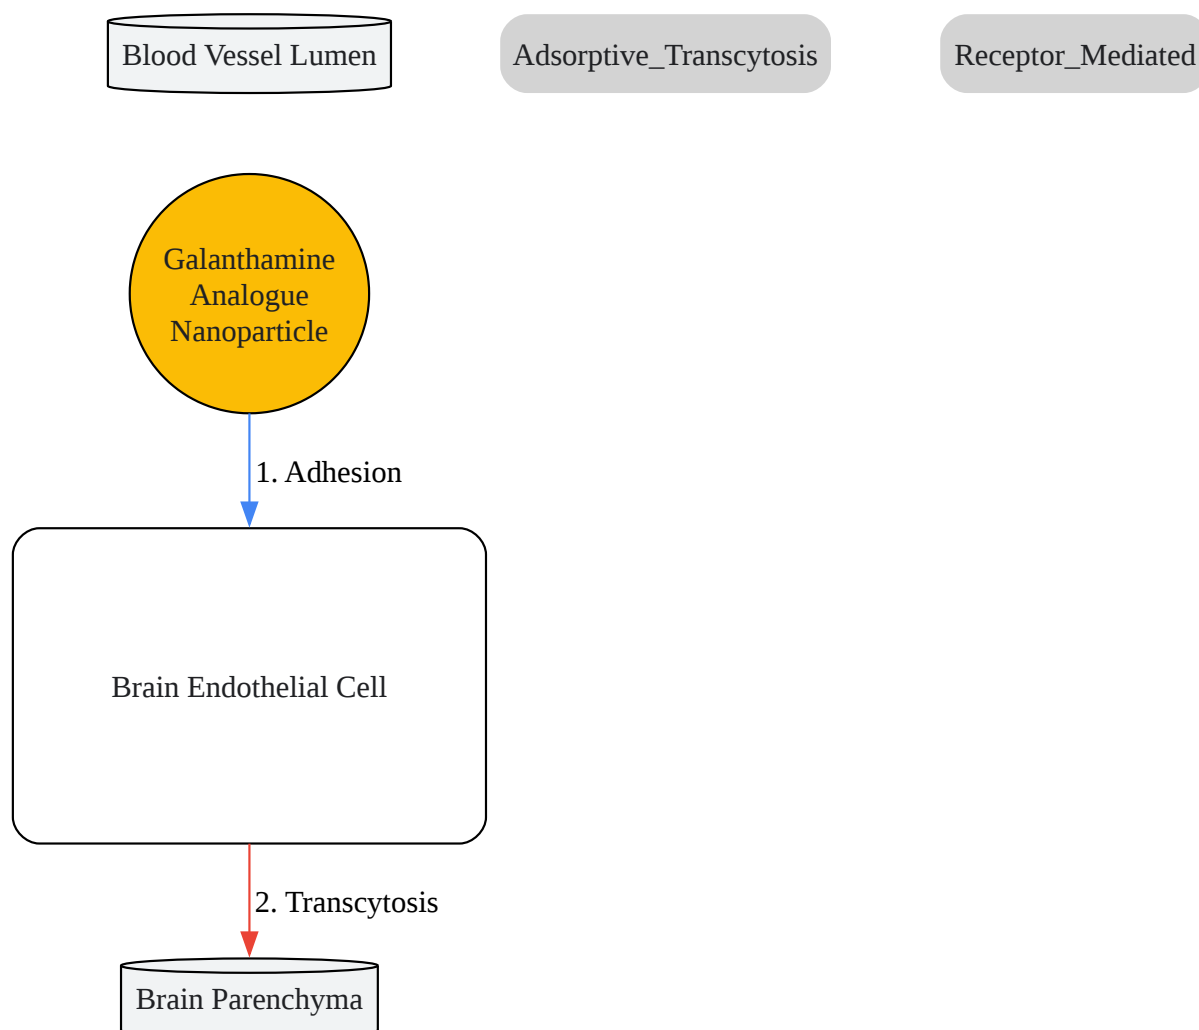 Blood Vessel Lumen
Adsorptive_Transcytosis
Receptor_Mediated
Galanthamine
Analogue
Nanoparticle
1. Adhesion
Brain Endothelial Cell
2. Transcytosis
Brain Parenchyma